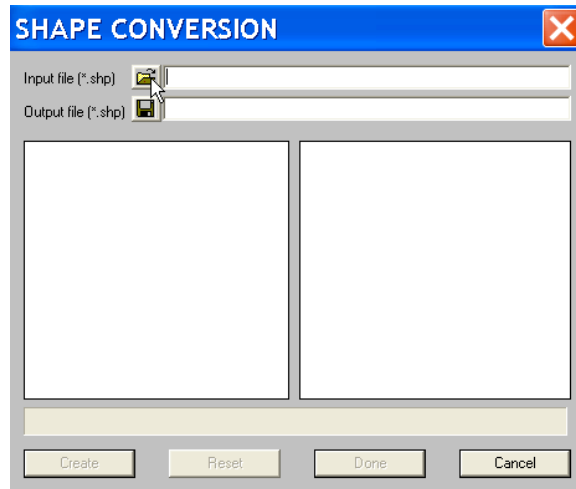 SHAPE CONVERSION
Input file (*.shp)
Output file (*.shp)
Create Reset Done Cancel